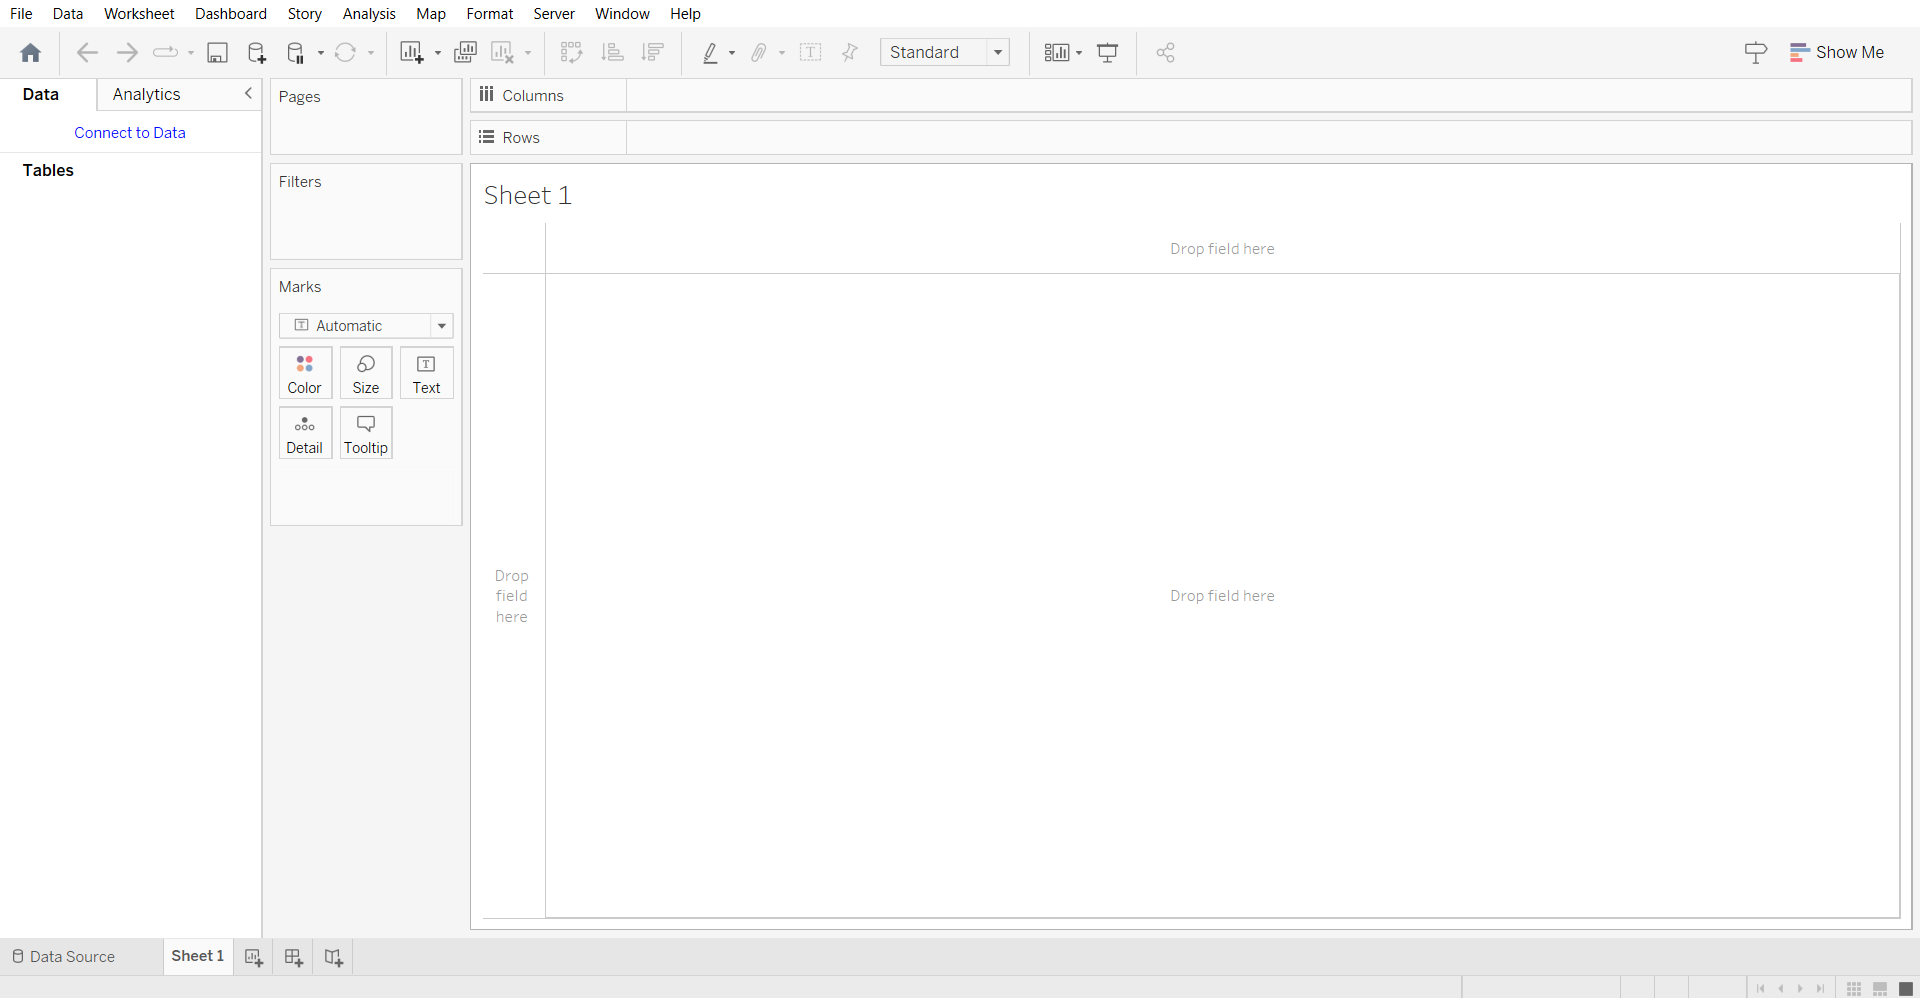 File Data Worksheet Dashboard Story Analysis Map Format Server Window Help
Standard
Show Me
Data Analytics
Connect to Data
Tables
Pages
Filters
Marks
Automatic
Color Size Text
Detail Tooltip
Columns
Rows
Sheet 1
Drop field here
Drop
field
here
Drop field here
Data Source Sheet 1